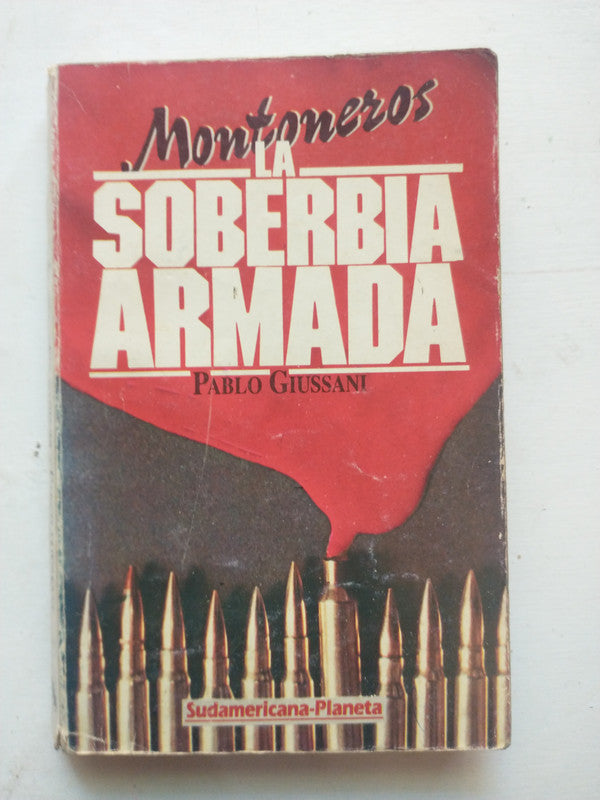 Montoneros
LA
SOBERBIA
ARMADA
PABLO GIUSSANI
Sudamericana-Planeta